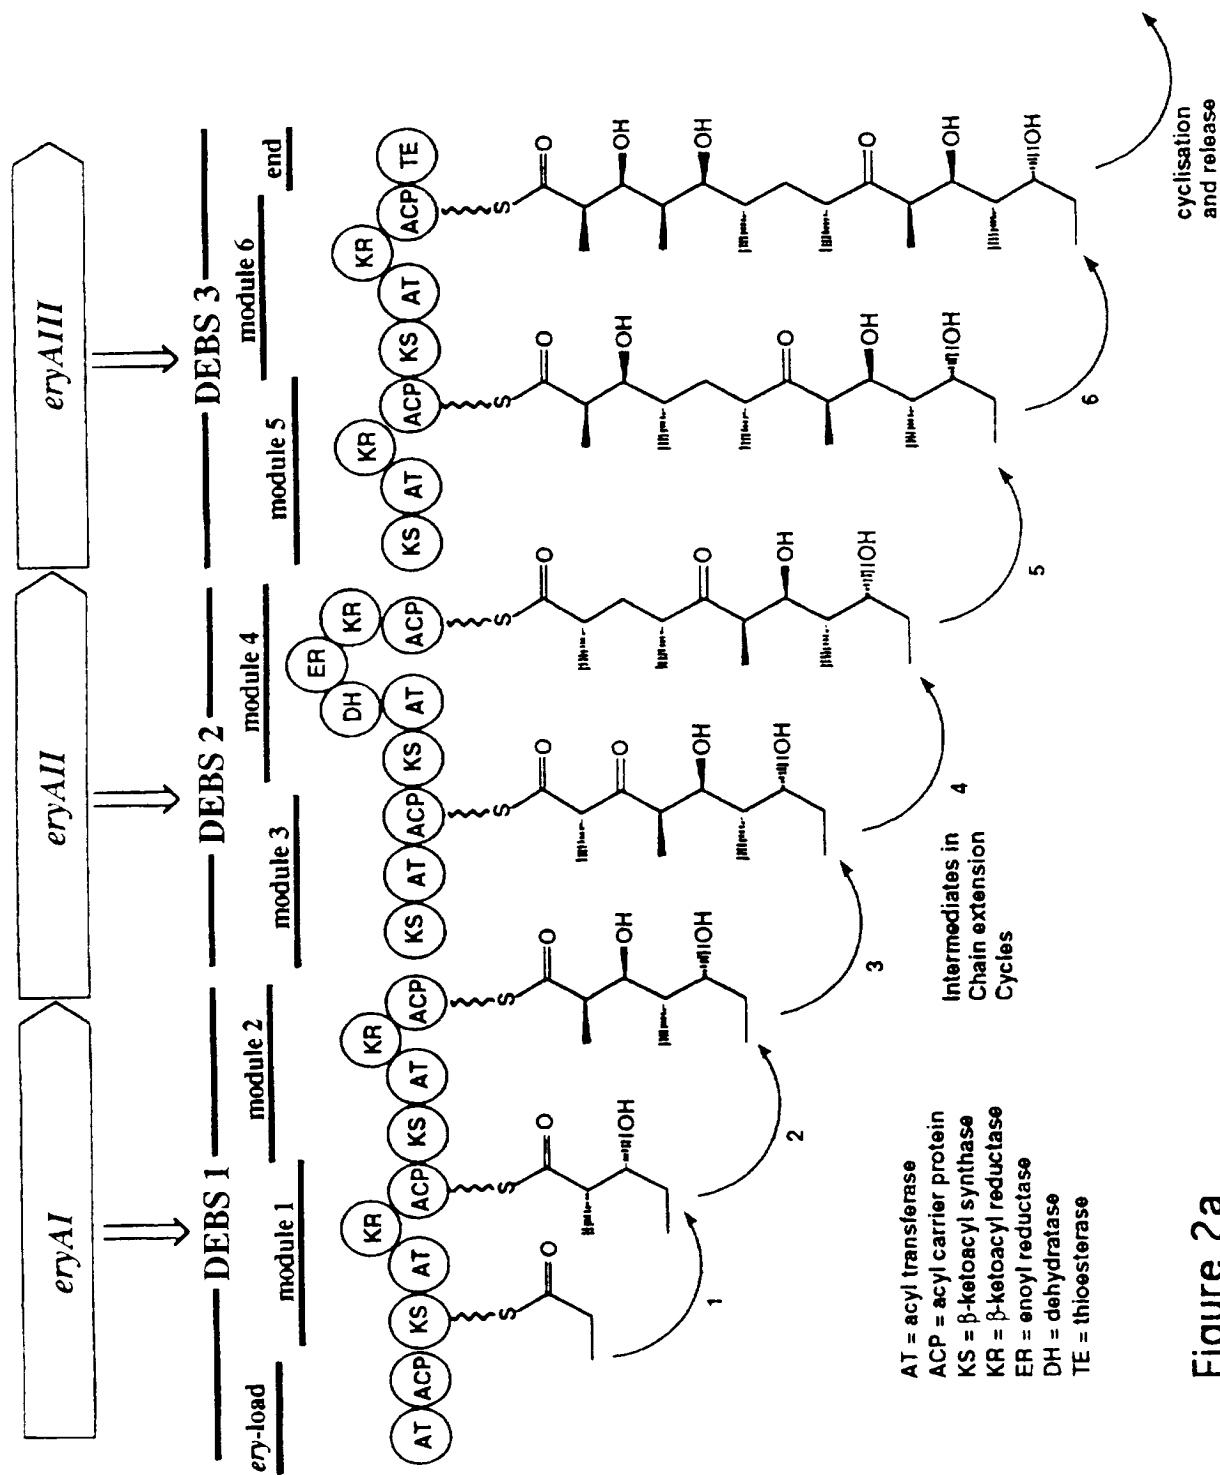 eryAI
eryAII
eryAIII
DEBS 1
DEBS 2
DEBS 3
ery-load
module 1
module 2
module 3
module 4
module 5
module 6
end
AT
ACP
KS
AT
KR
ACP
KS
AT
KR
ACP
KS
AT
ACP
KS
AT
DH
ER
KR
ACP
KS
AT
KR
ACP
KS
AT
KR
ACP
TE
S
O
S
O
OH
S
O
OH
OH
S
O
O
OH
OH
S
O
O
OH
OH
S
O
OH
O
OH
OH
S
O
OH
OH
O
OH
OH
1
2
3
4
5
6
Intermediates in
Chain extension
Cycles
cyclisation
and release
AT = acyl transferase
ACP = acyl carrier protein
KS = β-ketoacyl synthase
KR = β-ketoacyl reductase
ER = enoyl reductase
DH = dehydratase
TE = thioesterase
Figure 2a